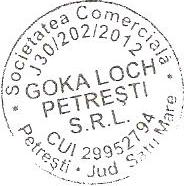 * Societatea Comercială *
J30/202/2012
GOKA LOCH
PETREȘTI
S.R.L.
CUI 29952794
Petrești · Jud. Satu Mare